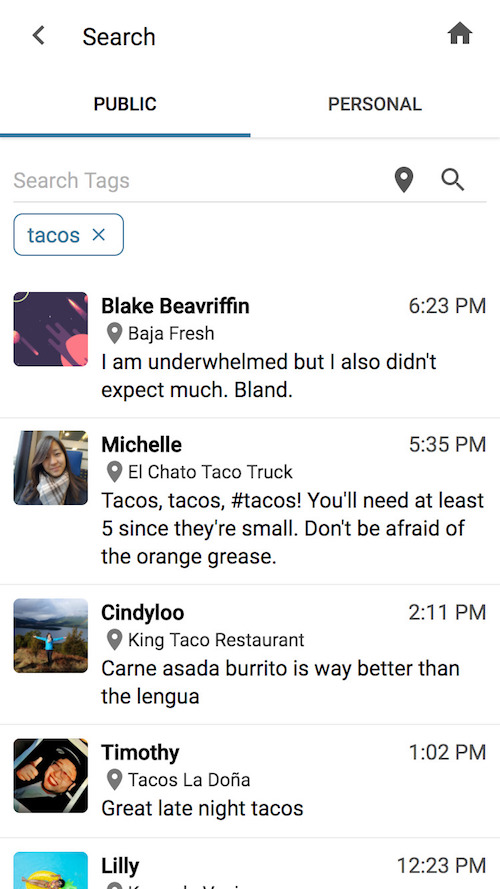 Search
PUBLIC PERSONAL
Search Tags
tacos
Blake Beavriffin 6:23 PM
Baja Fresh
I am underwhelmed but I also didn't
expect much. Bland.
Michelle 5:35 PM
El Chato Taco Truck
Tacos, tacos, #tacos! You'll need at least
5 since they're small. Don't be afraid of
the orange grease.
Cindyloo 2:11 PM
King Taco Restaurant
Carne asada burrito is way better than
the lengua
Timothy 1:02 PM
Tacos La Doña
Great late night tacos
Lilly 12:23 PM